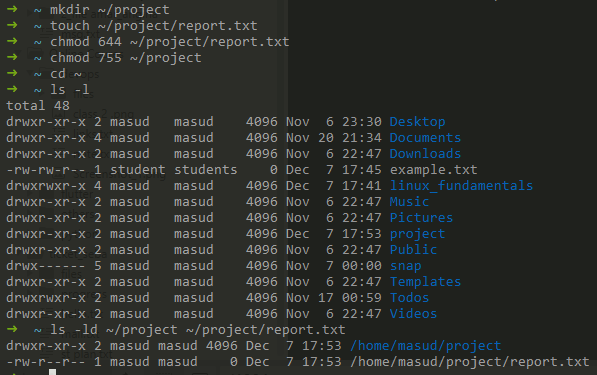 ➜ ~ mkdir ~/project
➜ ~ touch ~/project/report.txt
➜ ~ chmod 644 ~/project/report.txt
➜ ~ chmod 755 ~/project
➜ ~ cd ~
➜ ~ ls -l
total 48
drwxr-xr-x 2 masud   masud    4096 Nov  6 23:30 Desktop
drwxr-xr-x 4 masud   masud    4096 Nov 20 21:34 Documents
drwxr-xr-x 2 masud   masud    4096 Nov  6 22:47 Downloads
-rw-rw-r-- 1 student students    0 Dec  7 17:45 example.txt
drwxrwxr-x 4 masud   masud    4096 Dec  7 17:41 linux_fundamentals
drwxr-xr-x 2 masud   masud    4096 Nov  6 22:47 Music
drwxr-xr-x 2 masud   masud    4096 Nov  6 22:47 Pictures
drwxr-xr-x 2 masud   masud    4096 Dec  7 17:53 project
drwxr-xr-x 2 masud   masud    4096 Nov  6 22:47 Public
drwx------ 5 masud   masud    4096 Nov  7 00:00 snap
drwxr-xr-x 2 masud   masud    4096 Nov  6 22:47 Templates
drwxrwxr-x 2 masud   masud    4096 Nov 17 00:59 Todos
drwxr-xr-x 2 masud   masud    4096 Nov  6 22:47 Videos
➜ ~ ls -ld ~/project ~/project/report.txt
drwxr-xr-x 2 masud masud 4096 Dec  7 17:53 /home/masud/project
-rw-r--r-- 1 masud masud    0 Dec  7 17:53 /home/masud/project/report.txt